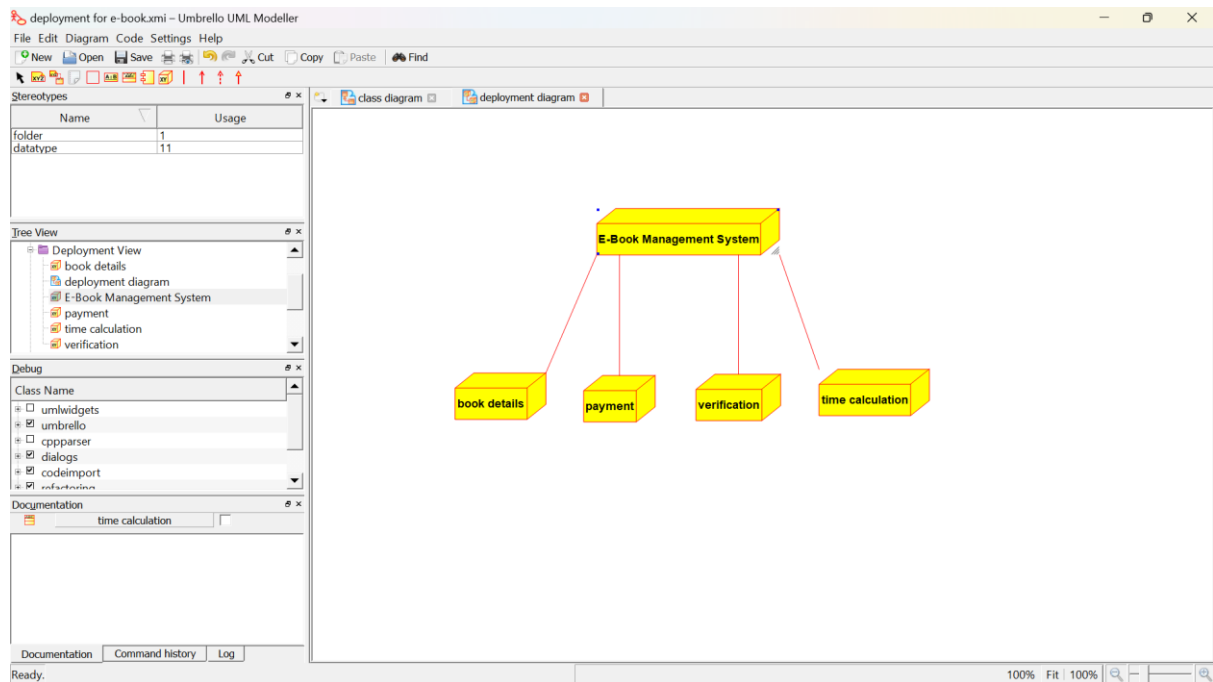 deployment for e-book.xmi – Umbrello UML Modeller
File Edit Diagram Code Settings Help
New Open Save Cut Copy Paste Find
Stereotypes
Name Usage
folder 1
datatype 11
Tree View
Deployment View
book details
deployment diagram
E-Book Management System
payment
time calculation
verification
Debug
Class Name
umlwidgets
umbrello
cppparser
dialogs
codeimport
refactoring
Documentation
time calculation
Documentation Command history Log
Ready.
class diagram deployment diagram
E-Book Management System
book details payment verification time calculation
100% Fit 100%